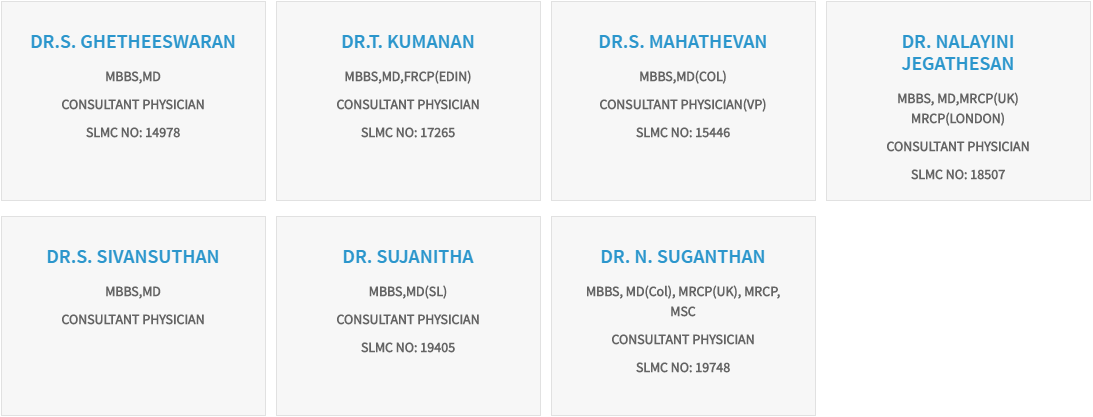 DR.S. GHETHEESWARAN
MBBS,MD
CONSULTANT PHYSICIAN
SLMC NO: 14978
DR.T. KUMANAN
MBBS,MD,FRCP(EDIN)
CONSULTANT PHYSICIAN
SLMC NO: 17265
DR.S. MAHATHEVAN
MBBS,MD(COL)
CONSULTANT PHYSICIAN(VP)
SLMC NO: 15446
DR. NALAYINI
JEGATHESAN
MBBS, MD,MRCP(UK)
MRCP(LONDON)
CONSULTANT PHYSICIAN
SLMC NO: 18507
DR.S. SIVANSUTHAN
MBBS,MD
CONSULTANT PHYSICIAN
DR. SUJANITHA
MBBS,MD(SL)
CONSULTANT PHYSICIAN
SLMC NO: 19405
DR. N. SUGANTHAN
MBBS, MD(Col), MRCP(UK), MRCP,
MSC
CONSULTANT PHYSICIAN
SLMC NO: 19748